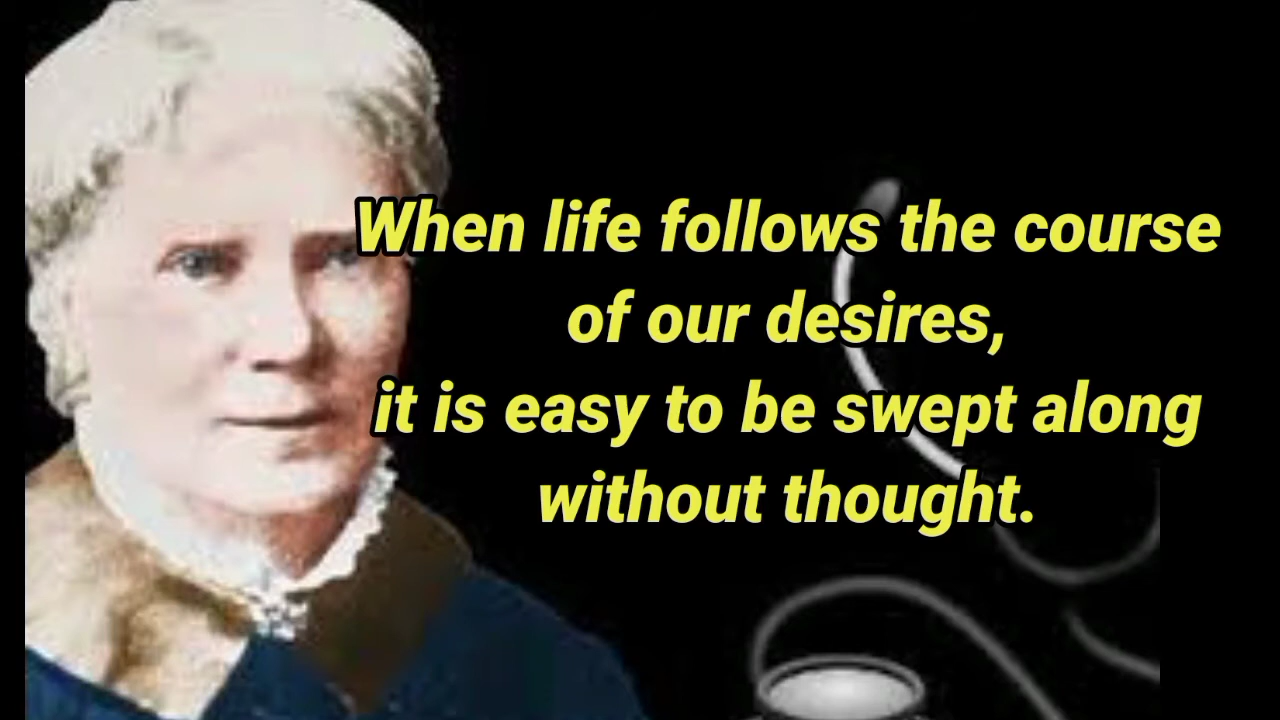 When life follows the course
of our desires,
it is easy to be swept along
without thought.